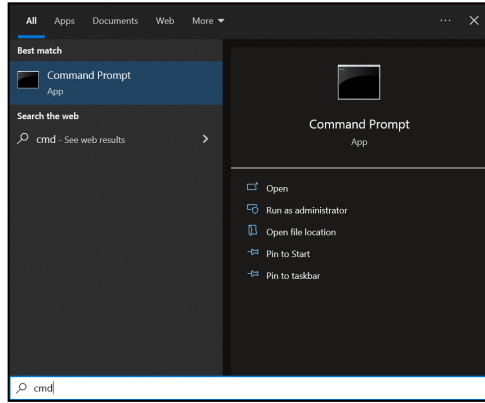 All Apps Documents Web More
Best match
Command Prompt
App
Search the web
cmd - See web results
Command Prompt
App
Open
Run as administrator
Open file location
Pin to Start
Pin to taskbar
cmd